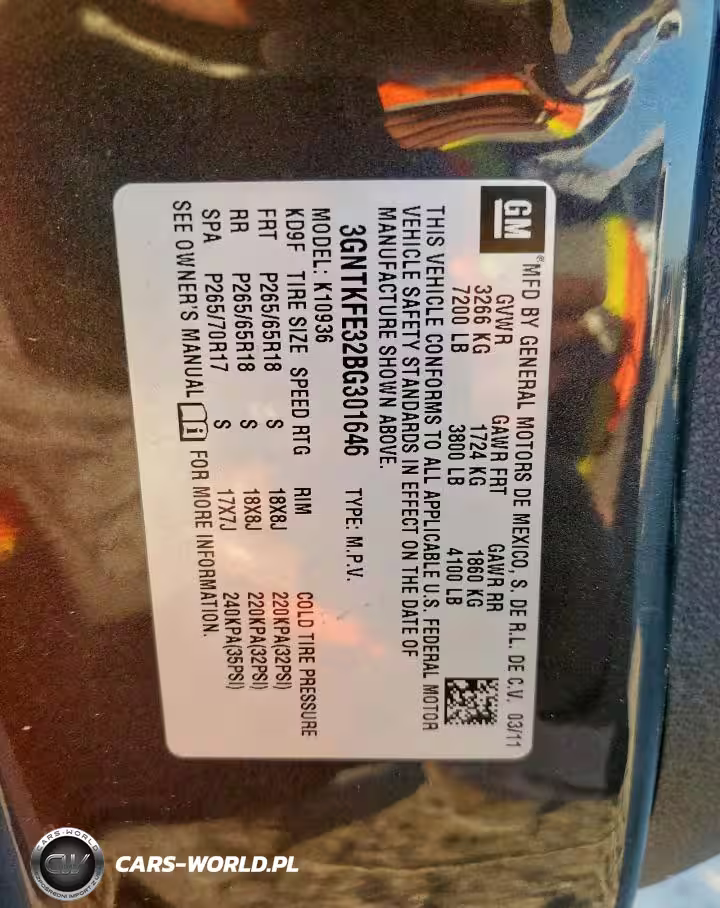 GM
® MFD BY GENERAL MOTORS DE MEXICO, S. DE R.L. DE C.V. 03/11
GVWR GAWR FRT GAWR RR
3266 KG 1724 KG 1860 KG
7200 LB 3800 LB 4100 LB
THIS VEHICLE CONFORMS TO ALL APPLICABLE U.S. FEDERAL MOTOR
VEHICLE SAFETY STANDARDS IN EFFECT ON THE DATE OF
MANUFACTURE SHOWN ABOVE.
3GNTKFE32BG301646 TYPE: M.P.V.
MODEL: K10936
KD9F TIRE SIZE SPEED RTG RIM COLD TIRE PRESSURE
FRT P265/65R18 S 18X8J 220KPA(32PSI)
RR P265/65R18 S 18X8J 220KPA(32PSI)
SPA P265/70R17 S 17X7J 240KPA(35PSI)
SEE OWNER'S MANUAL i FOR MORE INFORMATION.
CARS-WORLD
CW
CARS-WORLD.PL